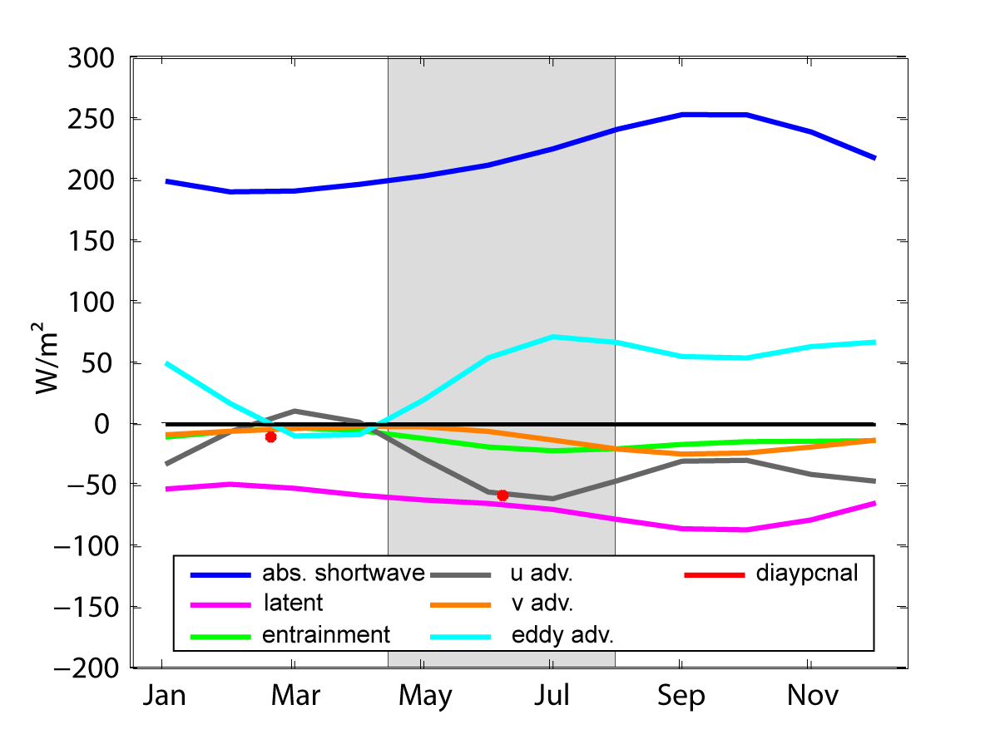 300
250
200
150
100
50
0
−50
−100
−150
−200
W/m²
abs. shortwave u adv. diaypcnal
latent v adv.
entrainment eddy adv.
Jan Mar May Jul Sep Nov